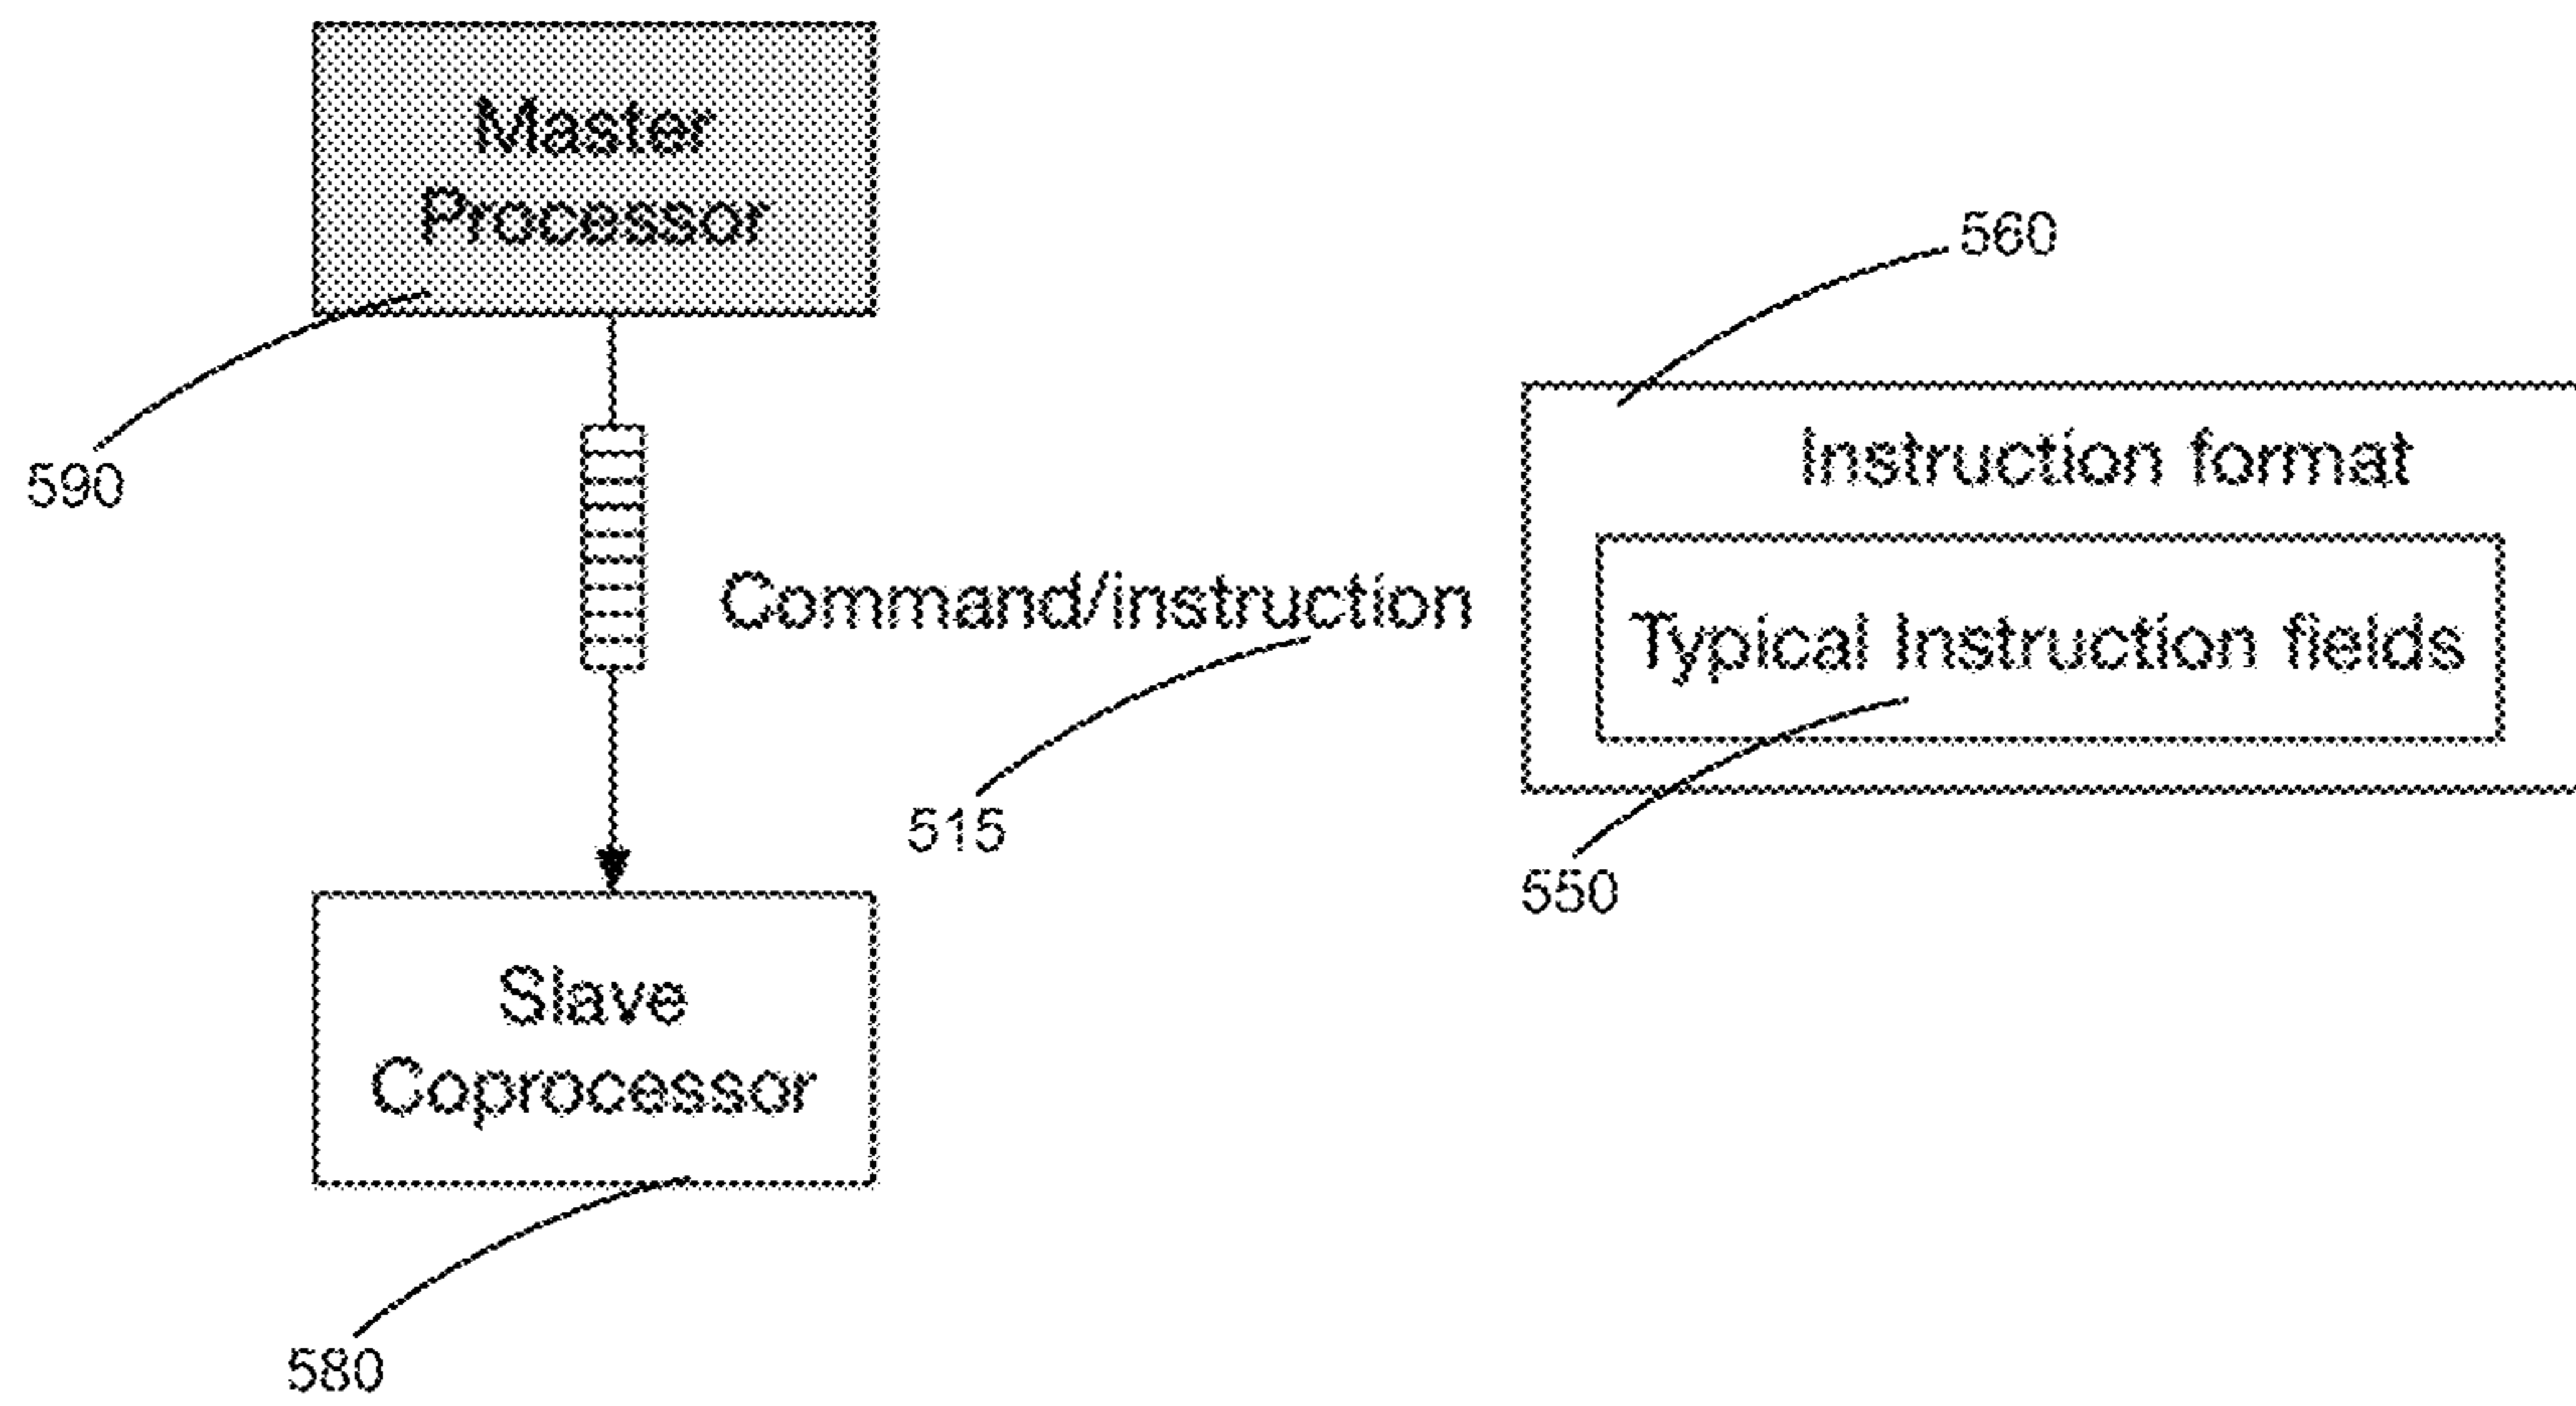 Master
Processor
590
Command/instruction
515
Slave
Coprocessor
580
560
Instruction format
Typical Instruction fields
550